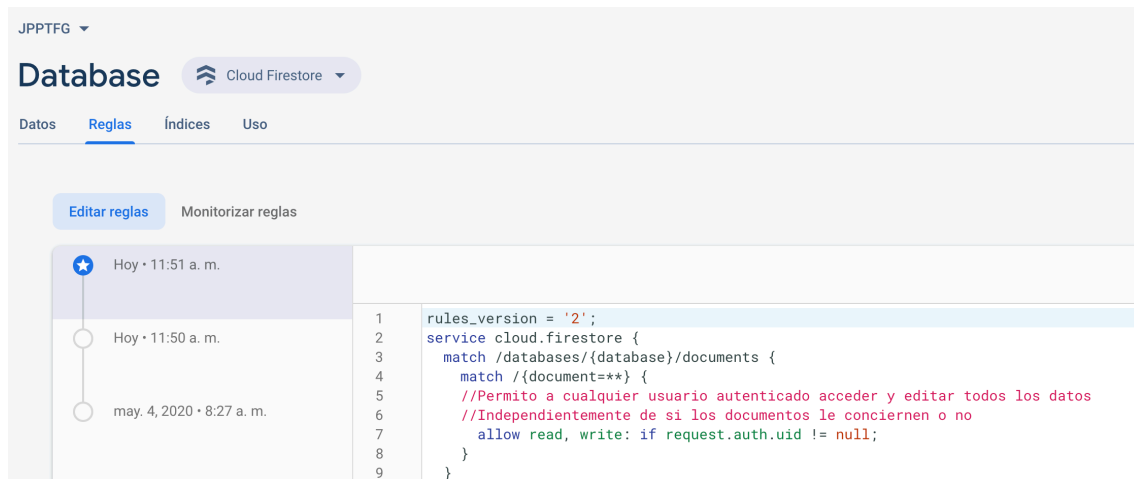 JPPTFG
Database Cloud Firestore
Datos Reglas Índices Uso
Editar reglas Monitorizar reglas
Hoy • 11:51 a. m.
Hoy • 11:50 a. m.
may. 4, 2020 • 8:27 a. m.
1 rules_version = '2';
2 service cloud.firestore {
3 match /databases/{database}/documents {
4 match /{document=**} {
5 //Permito a cualquier usuario autenticado acceder y editar todos los datos
6 //Independientemente de si los documentos le conciernen o no
7 allow read, write: if request.auth.uid != null;
8 }
9 }